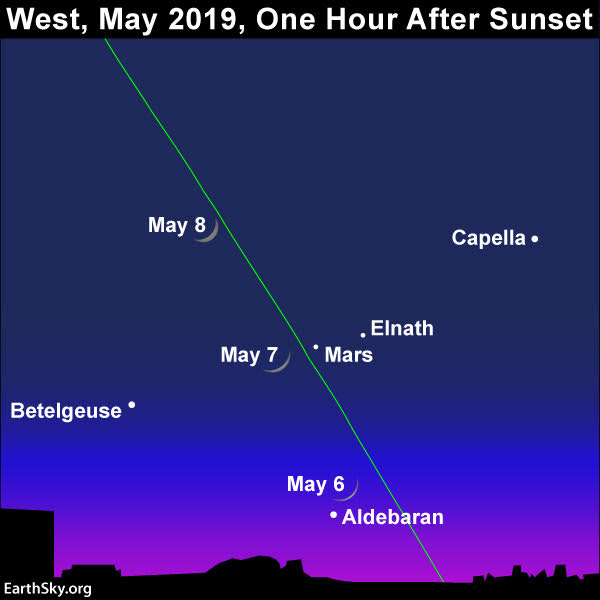 West, May 2019, One Hour After Sunset
May 8
Capella
Elnath
May 7
Mars
Betelgeuse
May 6
Aldebaran
EarthSky.org